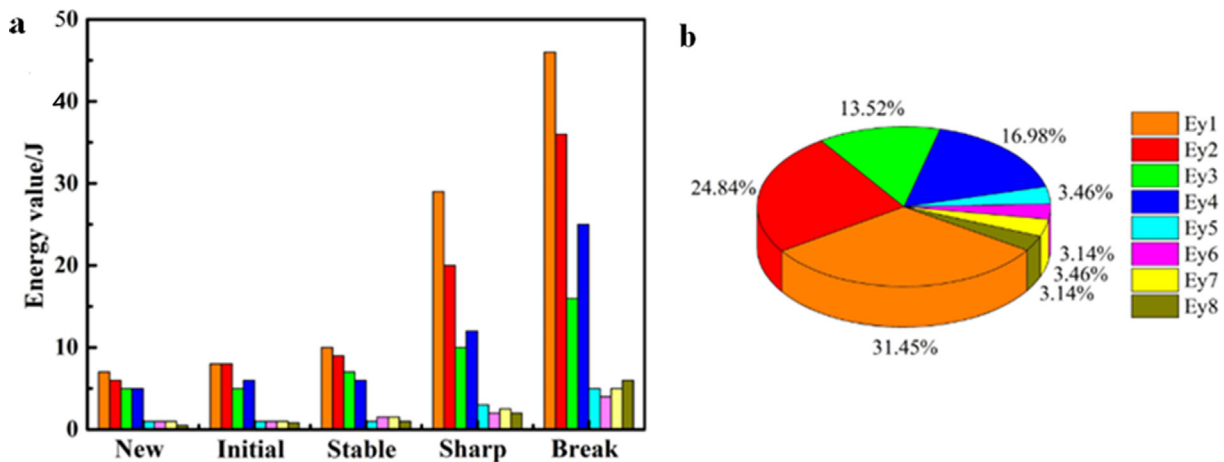 a
50
40
30
20
10
0
Energy value/J
New Initial Stable Sharp Break
b
13.52%
16.98%
24.84%
3.46%
3.14%
3.46%
3.14%
31.45%
Ey1
Ey2
Ey3
Ey4
Ey5
Ey6
Ey7
Ey8